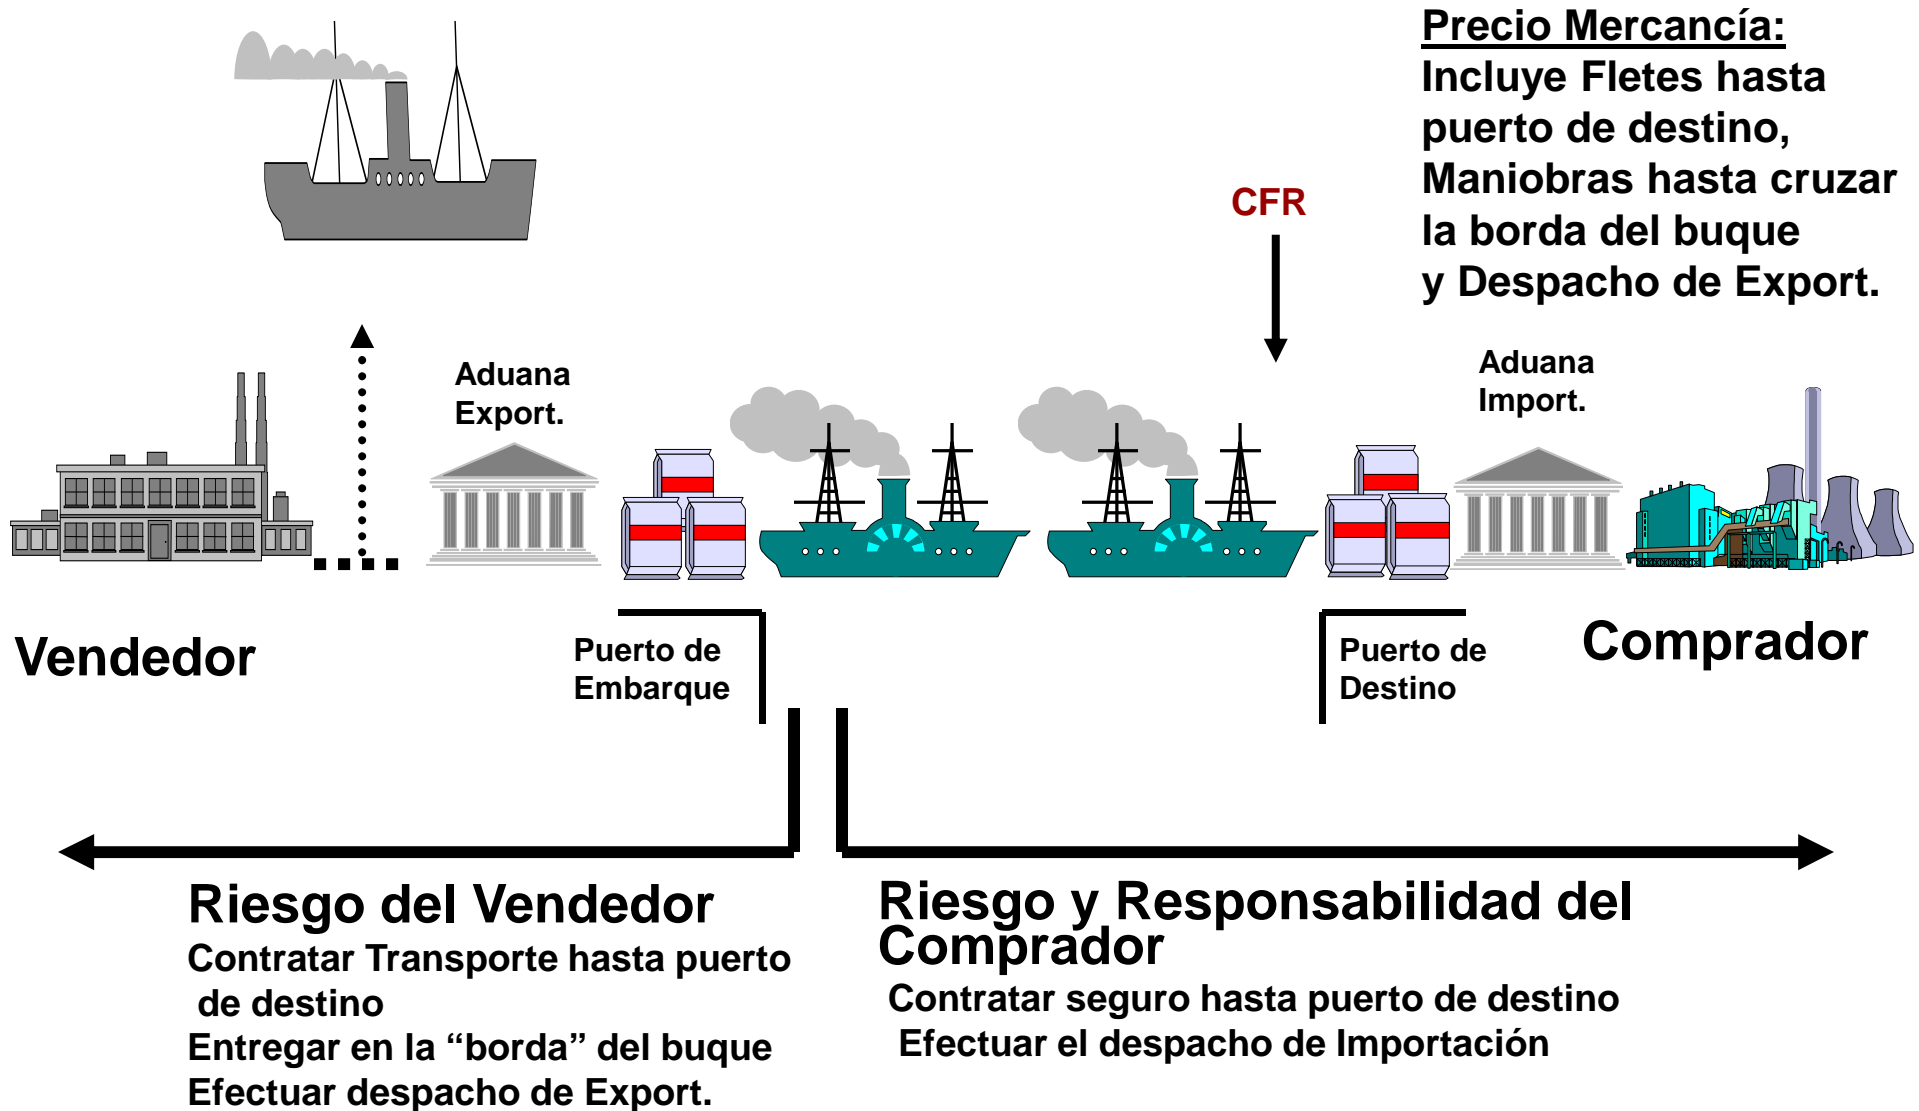 Precio Mercancía:
Incluye Fletes hasta
puerto de destino,
Maniobras hasta cruzar
la borda del buque
y Despacho de Export.
CFR
Aduana
Export.
Aduana
Import.
Vendedor
Puerto de
Embarque
Puerto de
Destino
Comprador
Riesgo del Vendedor
Contratar Transporte hasta puerto
de destino
Entregar en la “borda” del buque
Efectuar despacho de Export.
Riesgo y Responsabilidad del
Comprador
Contratar seguro hasta puerto de destino
Efectuar el despacho de Importación